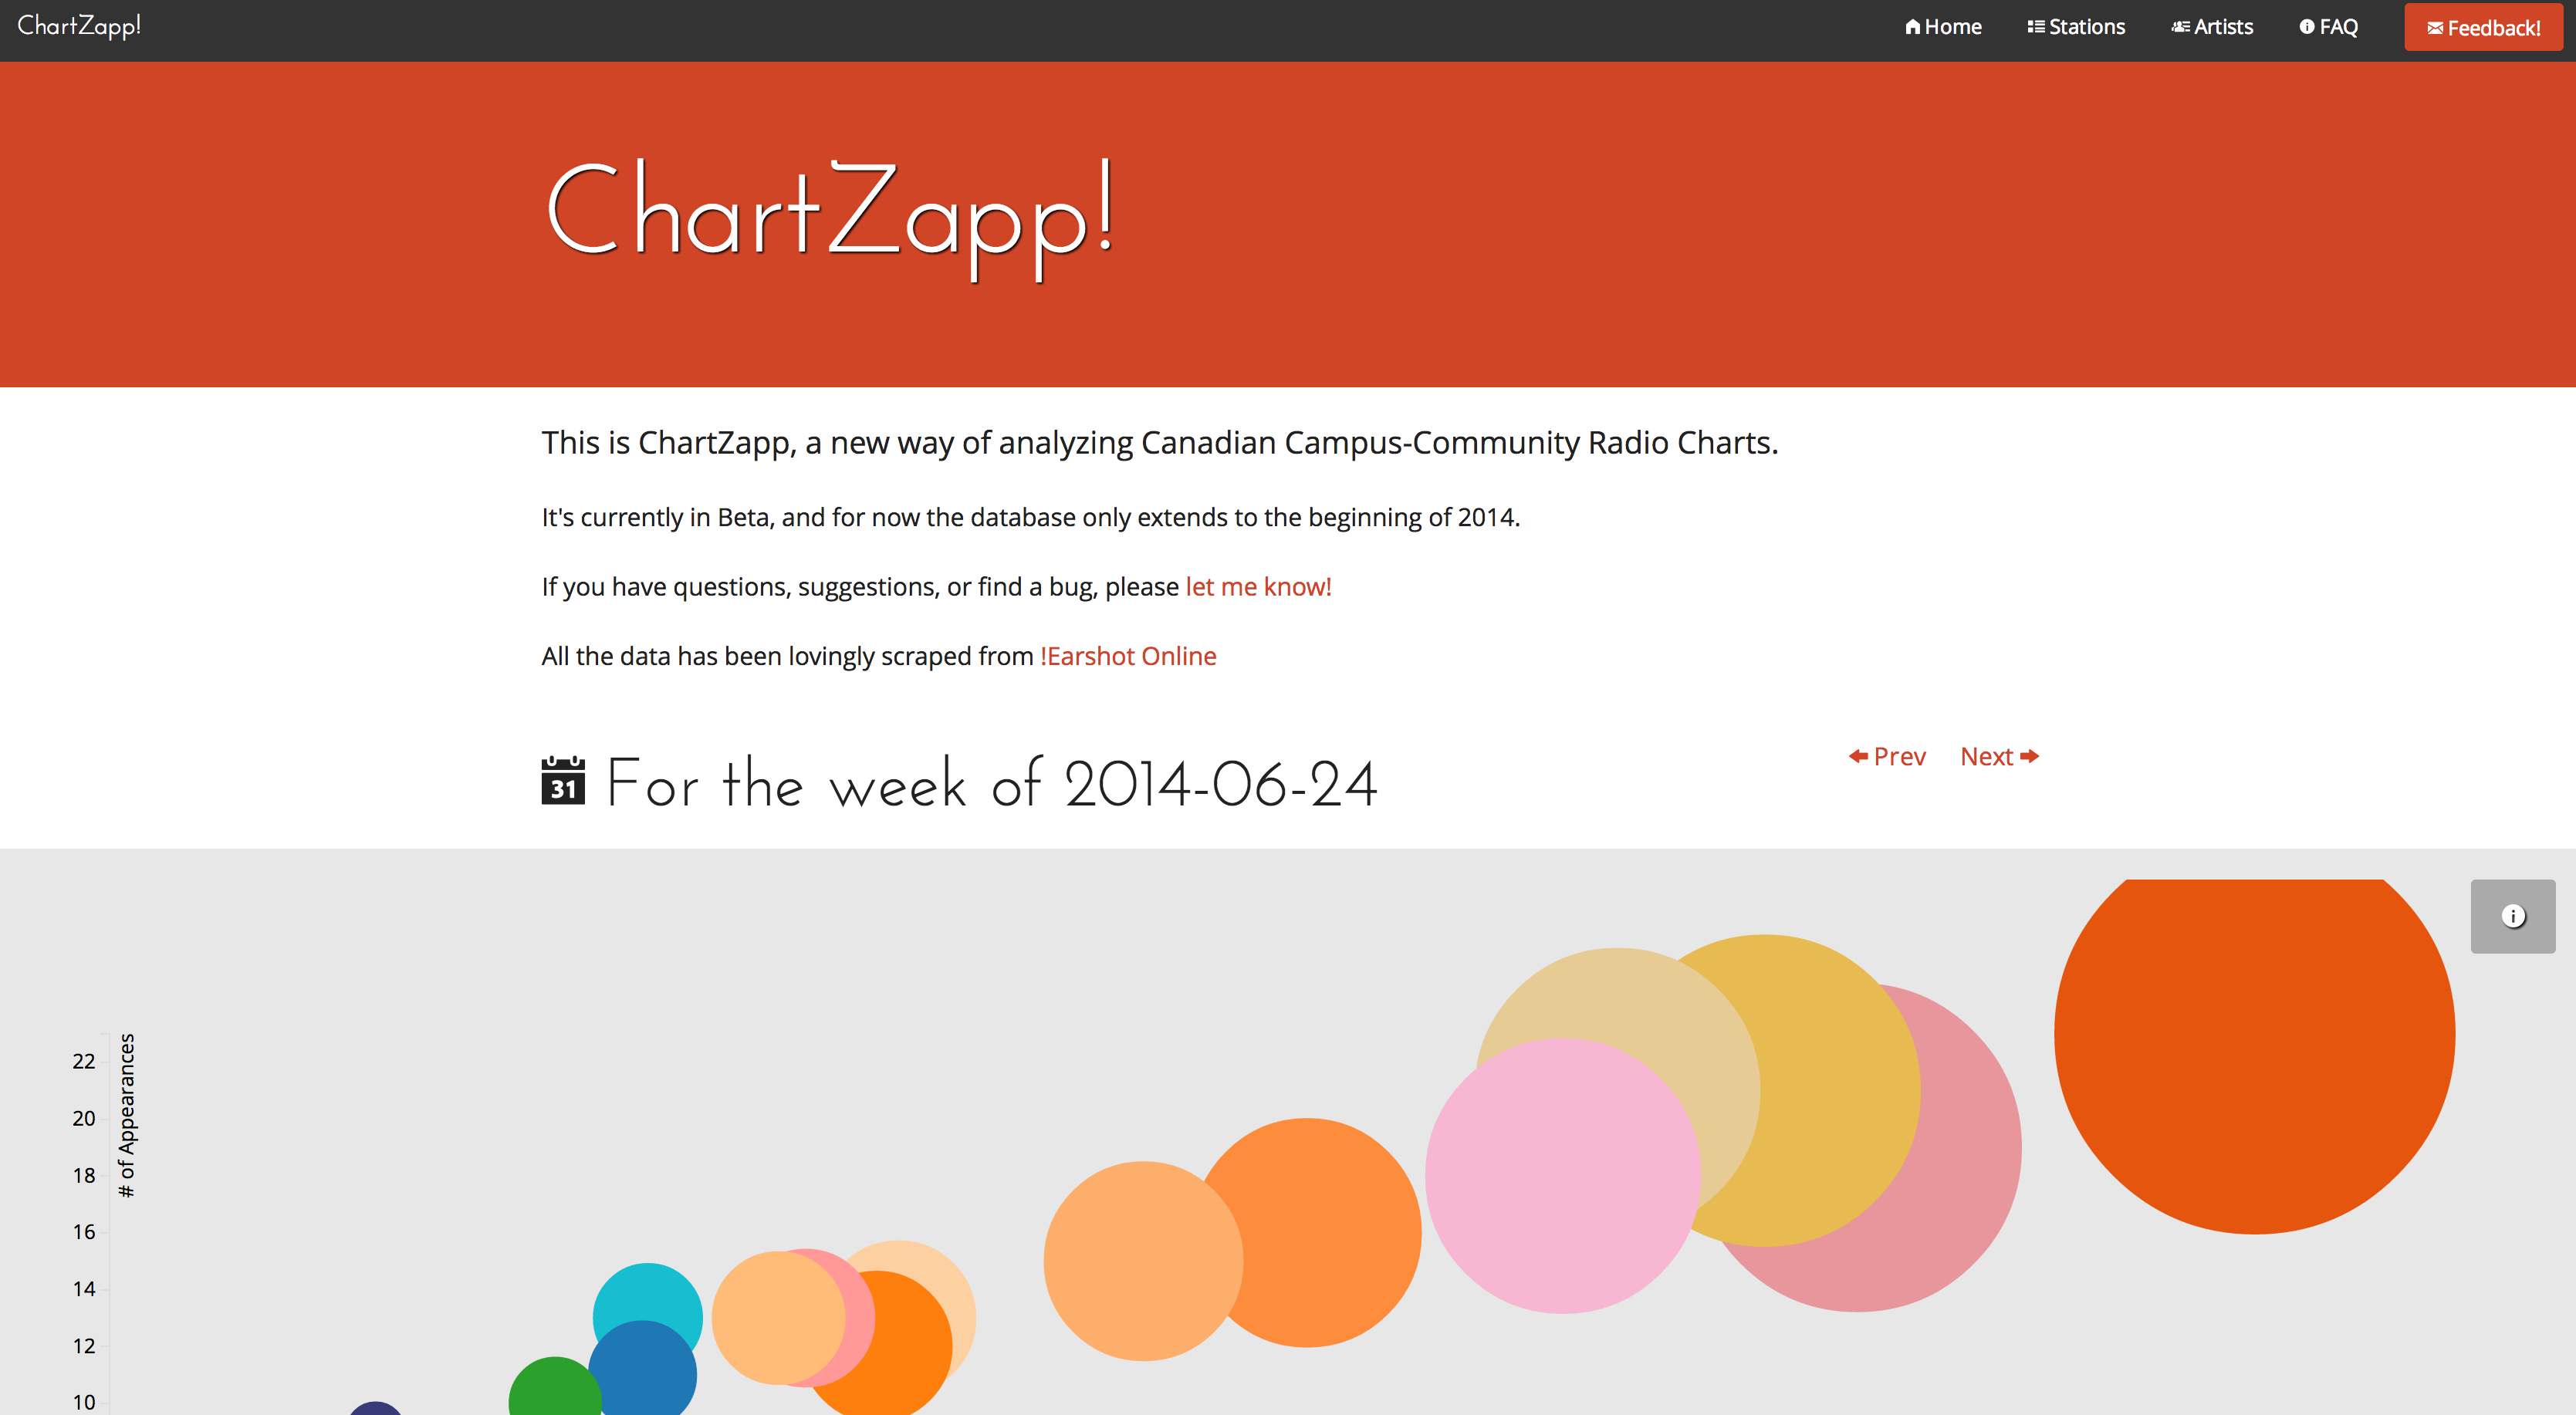 ChartZapp!
Home Stations Artists FAQ Feedback!
ChartZapp!
This is ChartZapp, a new way of analyzing Canadian Campus-Community Radio Charts.
It's currently in Beta, and for now the database only extends to the beginning of 2014.
If you have questions, suggestions, or find a bug, please let me know!
All the data has been lovingly scraped from !Earshot Online
31 For the week of 2014-06-24
Prev Next
# of Appearances
22
20
18
16
14
12
10